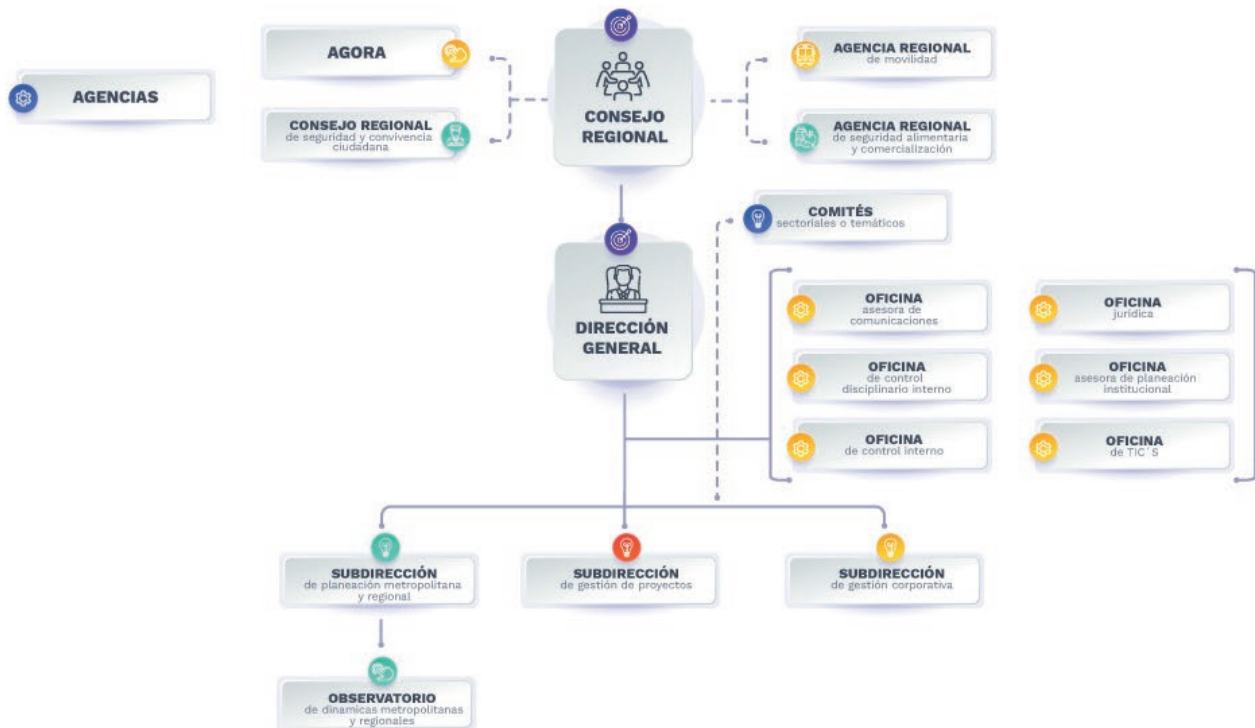 AGENCIAS
AGORA
CONSEJO REGIONAL
de seguridad y convivencia
ciudadana
CONSEJO
REGIONAL
AGENCIA REGIONAL
de movilidad
AGENCIA REGIONAL
de seguridad alimentaria
y comercialización
COMITÉS
sectoriales o temáticos
DIRECCIÓN
GENERAL
OFICINA
asesora de
comunicaciones
OFICINA
jurídica
OFICINA
de control
disciplinario interno
OFICINA
asesora de planeación
institucional
OFICINA
de control interno
OFICINA
de TIC´S
SUBDIRECCIÓN
de planeación metropolitana
y regional
SUBDIRECCIÓN
de gestión de proyectos
SUBDIRECCIÓN
de gestión corporativa
OBSERVATORIO
de dinamicas metropolitanas
y regionales